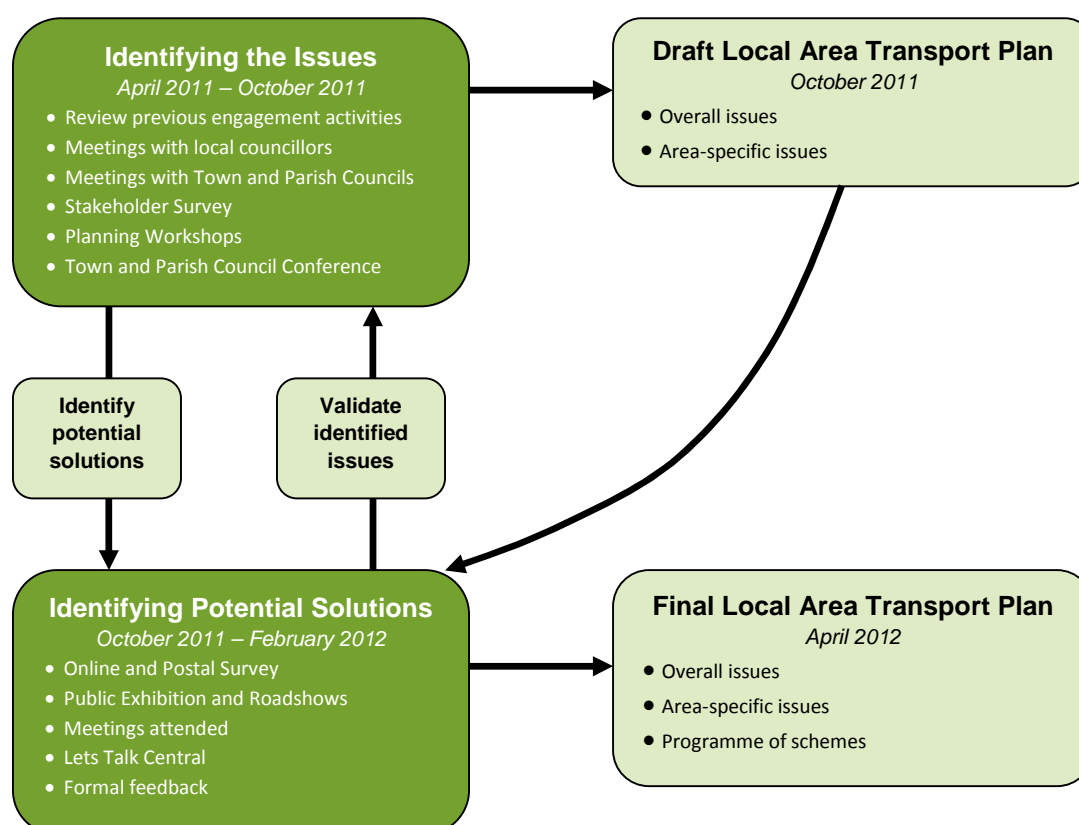 Identifying the Issues
April 2011 – October 2011
• Review previous engagement activities
• Meetings with local councillors
• Meetings with Town and Parish Councils
• Stakeholder Survey
• Planning Workshops
• Town and Parish Council Conference
Draft Local Area Transport Plan
October 2011
• Overall issues
• Area-specific issues
Identify
potential
solutions
Validate
identified
issues
Identifying Potential Solutions
October 2011 – February 2012
• Online and Postal Survey
• Public Exhibition and Roadshows
• Meetings attended
• Lets Talk Central
• Formal feedback
Final Local Area Transport Plan
April 2012
• Overall issues
• Area-specific issues
• Programme of schemes